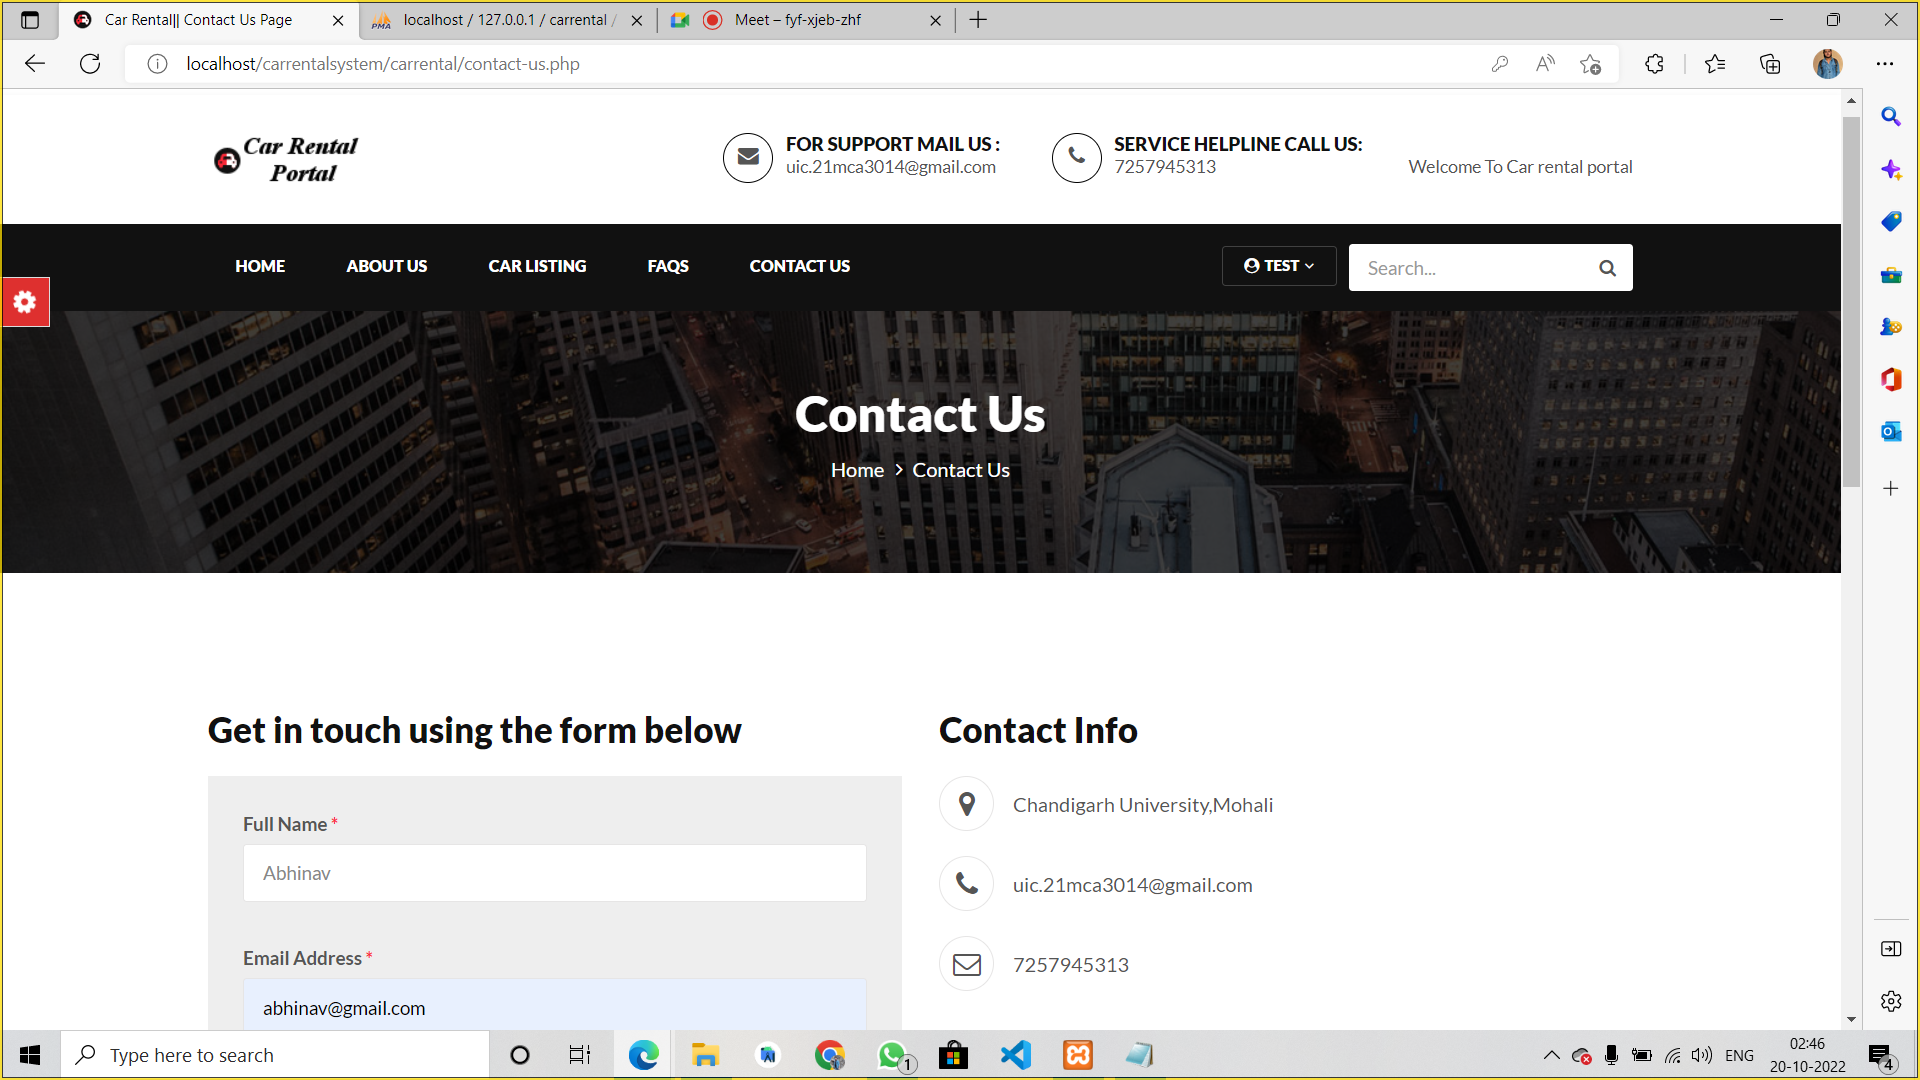 Car Rental|| Contact Us Page
localhost / 127.0.0.1 / carrental /
Meet – fyf-xjeb-zhf
localhost/carrentalsystem/carrental/contact-us.php
Car Rental
Portal
FOR SUPPORT MAIL US :
uic.21mca3014@gmail.com
SERVICE HELPLINE CALL US:
7257945313
Welcome To Car rental portal
HOME
ABOUT US
CAR LISTING
FAQS
CONTACT US
TEST
Search...
Contact Us
Home > Contact Us
Get in touch using the form below
Full Name *
Abhinav
Email Address *
abhinav@gmail.com
Contact Info
Chandigarh University,Mohali
uic.21mca3014@gmail.com
7257945313
Type here to search
1
ENG
02:46
20-10-2022
4